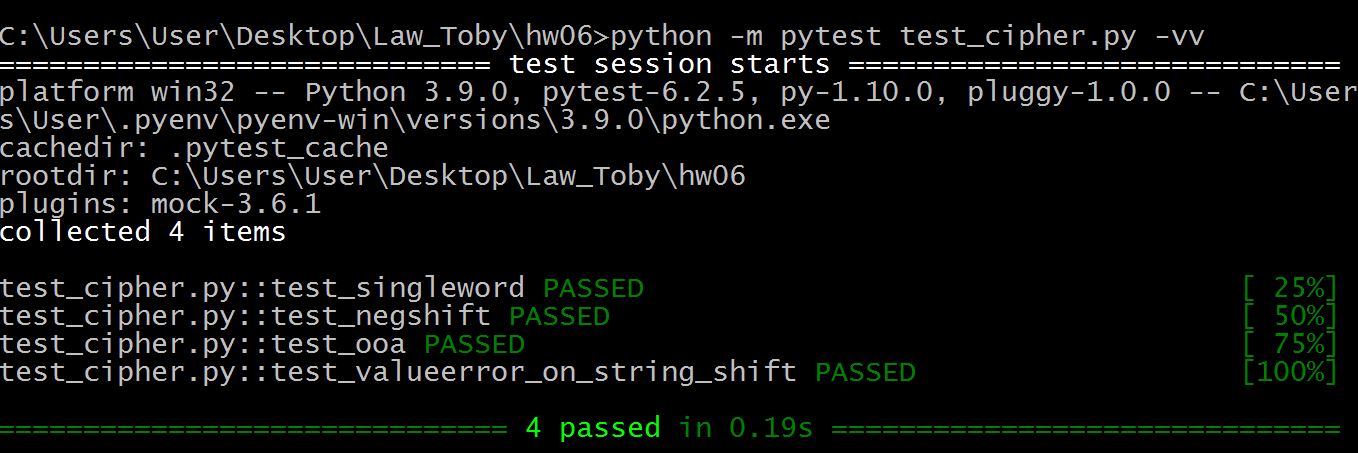 C:\Users\User\Desktop\Law_Toby\hw06>python -m pytest test_cipher.py -vv
============================= test session starts =============================
platform win32 -- Python 3.9.0, pytest-6.2.5, py-1.10.0, pluggy-1.0.0 -- C:\User
s\User\.pyenv\pyenv-win\versions\3.9.0\python.exe
cachedir: .pytest_cache
rootdir: C:\Users\User\Desktop\Law_Toby\hw06
plugins: mock-3.6.1
collected 4 items
test_cipher.py::test_singleword PASSED [ 25%]
test_cipher.py::test_negshift PASSED [ 50%]
test_cipher.py::test_ooa PASSED [ 75%]
test_cipher.py::test_valueerror_on_string_shift PASSED [100%]
============================== 4 passed in 0.19s ==============================